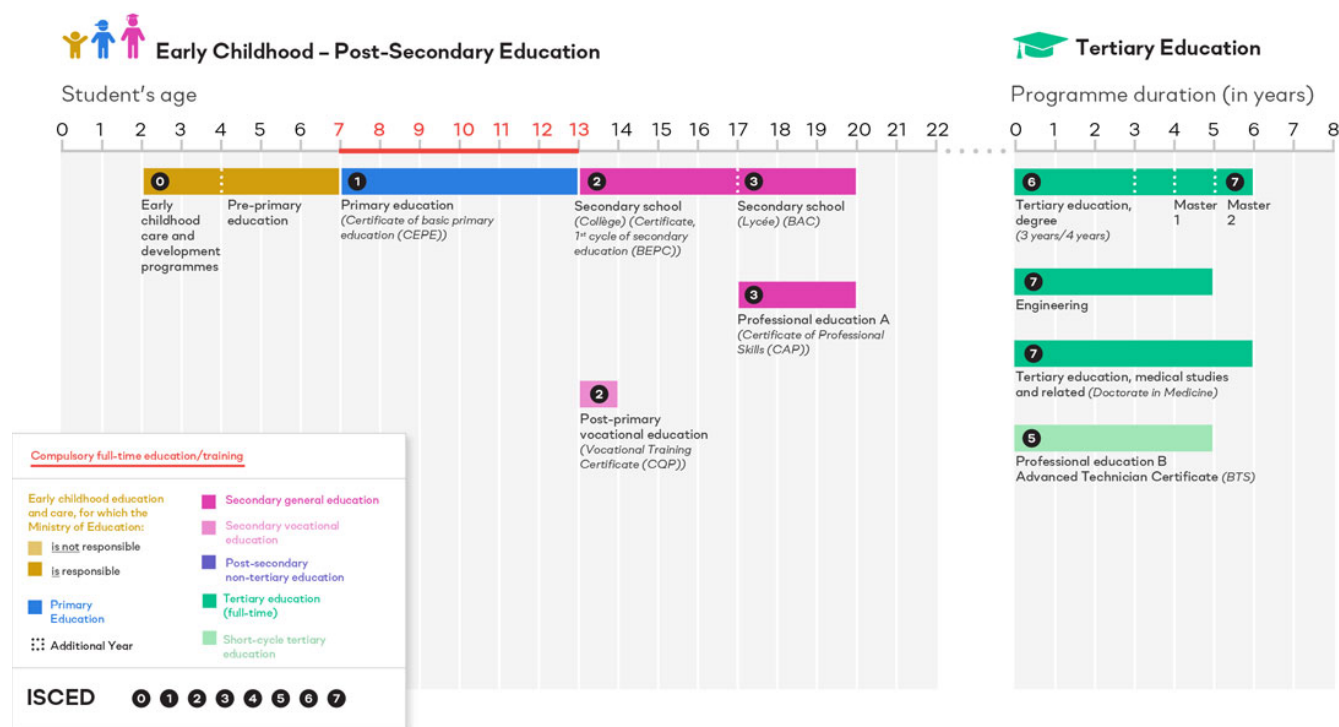 Early Childhood – Post-Secondary Education
Student's age
0 1 2 3 4 5 6 7 8 9 10 11 12 13 14 15 16 17 18 19 20 21 22
0
Early
childhood
care and
development
programmes
Pre-primary
education
1
Primary education
(Certificate of basic primary
education (CEPE))
2
Secondary school
(Collège) (Certificate,
1st cycle of secondary
education (BEPC))
3
Secondary school
(Lycée) (BAC)
3
Professional education A
(Certificate of Professional
Skills (CAP))
2
Post-primary
vocational education
(Vocational Training
Certificate (CQP))
Tertiary Education
Programme duration (in years)
0 1 2 3 4 5 6 7 8
6
7
Tertiary education,
degree
(3 years/4 years)
Master
1
Master
2
7
Engineering
7
Tertiary education, medical studies
and related (Doctorate in Medicine)
5
Professional education B
Advanced Technician Certificate (BTS)
Compulsory full-time education/training
Early childhood education
and care, for which the
Ministry of Education:
is not responsible
is responsible
Primary
Education
Additional Year
Secondary general education
Secondary vocational
education
Post-secondary
non-tertiary education
Tertiary education
(full-time)
Short-cycle tertiary
education
ISCED 0 1 2 3 4 5 6 7